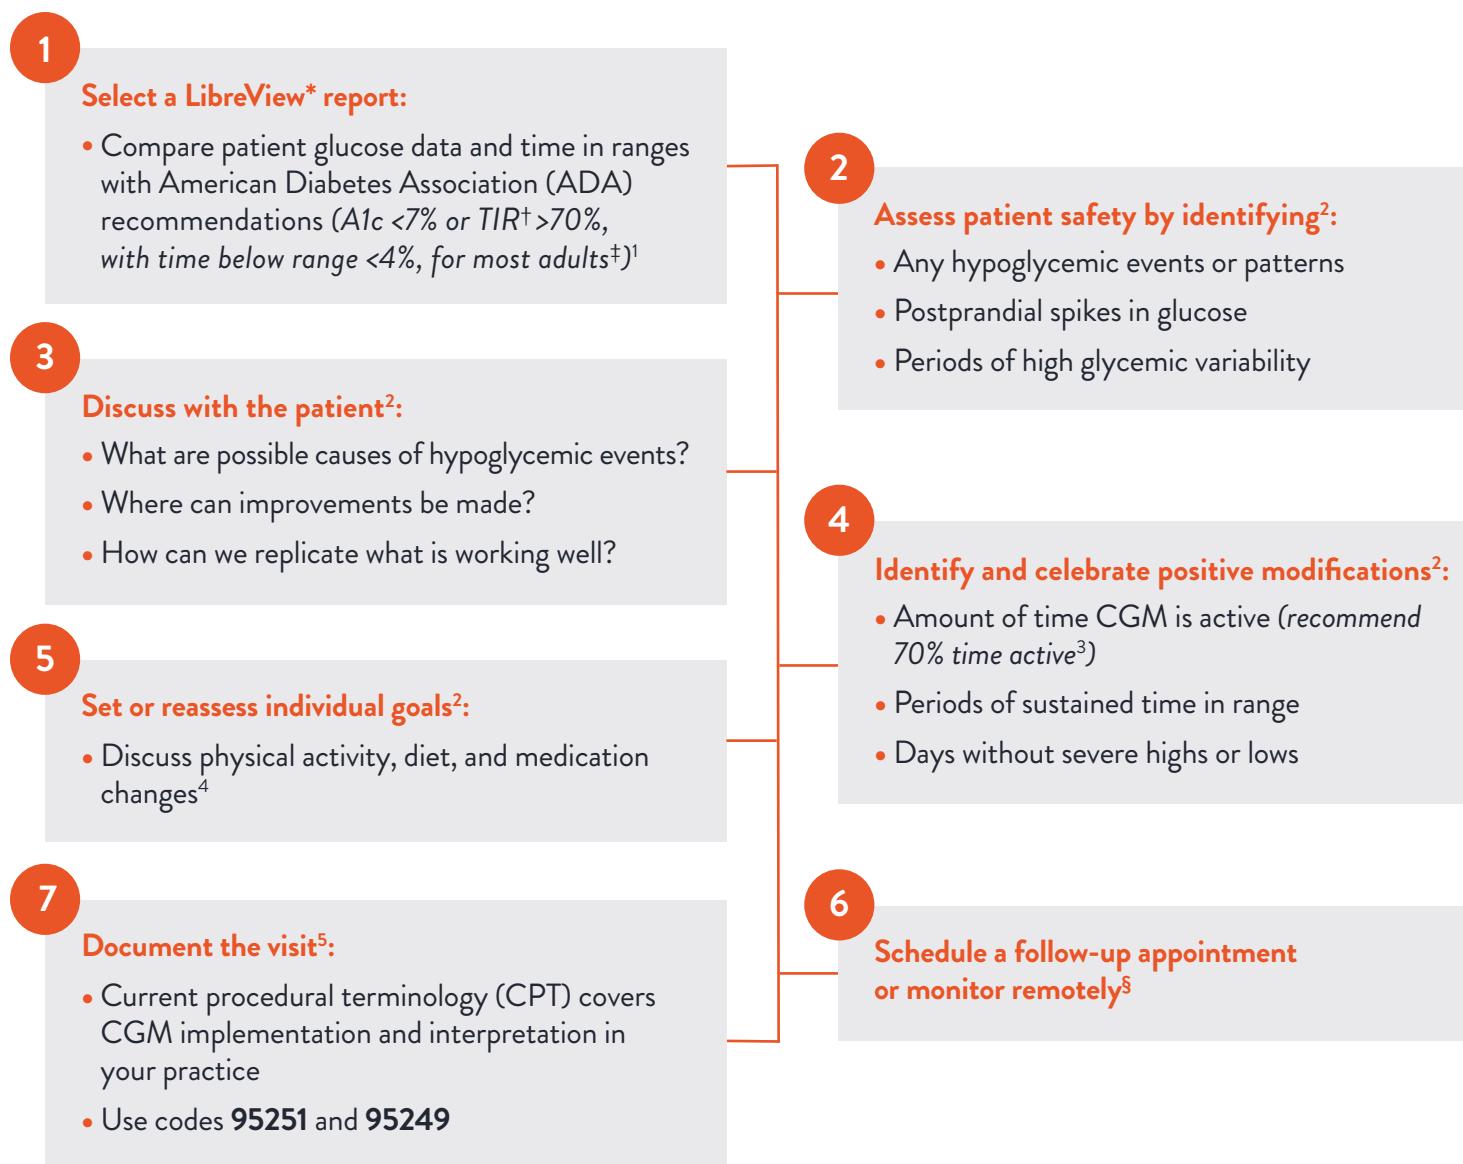 1
Select a LibreView* report:
• Compare patient glucose data and time in ranges
with American Diabetes Association (ADA)
recommendations (A1c <7% or TIR† >70%,
with time below range <4%, for most adults‡)¹
2
Assess patient safety by identifying²:
• Any hypoglycemic events or patterns
• Postprandial spikes in glucose
• Periods of high glycemic variability
3
Discuss with the patient²:
• What are possible causes of hypoglycemic events?
• Where can improvements be made?
• How can we replicate what is working well?
4
Identify and celebrate positive modifications²:
• Amount of time CGM is active (recommend
70% time active³)
• Periods of sustained time in range
• Days without severe highs or lows
5
Set or reassess individual goals²:
• Discuss physical activity, diet, and medication
changes⁴
6
Schedule a follow-up appointment
or monitor remotely§
7
Document the visit⁵:
• Current procedural terminology (CPT) covers
CGM implementation and interpretation in
your practice
• Use codes 95251 and 95249